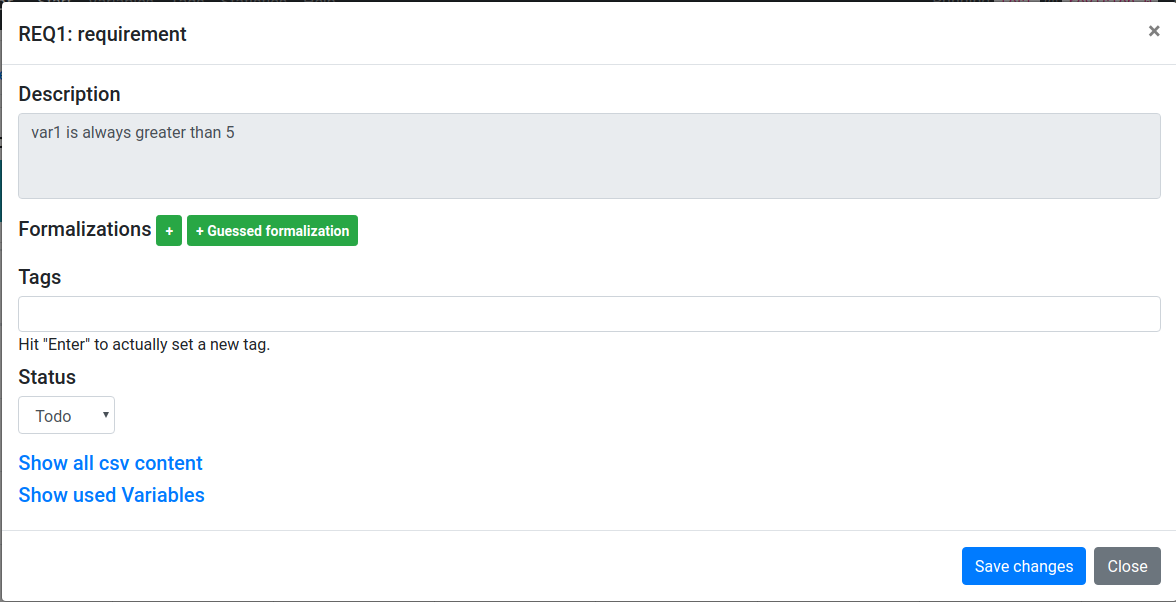 REQ1: requirement
×
Description
var1 is always greater than 5
Formalizations + + Guessed formalization
Tags
Hit "Enter" to actually set a new tag.
Status
Todo
Show all csv content
Show used Variables
Save changes Close